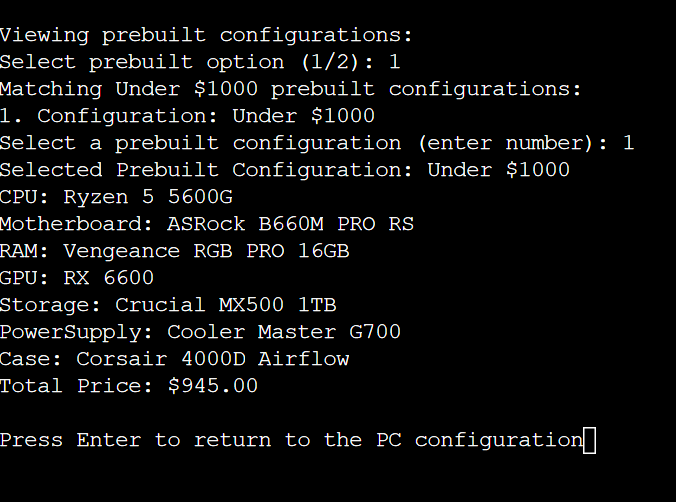 Viewing prebuilt configurations:
Select prebuilt option (1/2): 1
Matching Under $1000 prebuilt configurations:
1. Configuration: Under $1000
Select a prebuilt configuration (enter number): 1
Selected Prebuilt Configuration: Under $1000
CPU: Ryzen 5 5600G
Motherboard: ASRock B660M PRO RS
RAM: Vengeance RGB PRO 16GB
GPU: RX 6600
Storage: Crucial MX500 1TB
PowerSupply: Cooler Master G700
Case: Corsair 4000D Airflow
Total Price: $945.00
Press Enter to return to the PC configuration